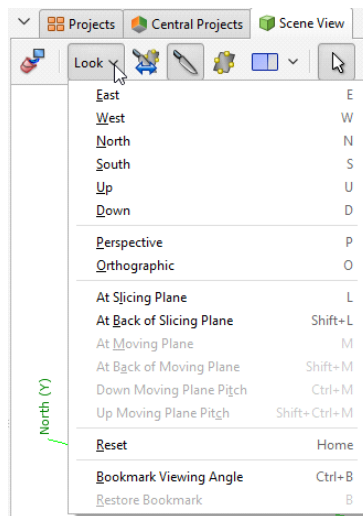 Projects Central Projects Scene View
Look
East E
West W
North N
South S
Up U
Down D
Perspective P
Orthographic O
At Slicing Plane L
At Back of Slicing Plane Shift+L
At Moving Plane M
At Back of Moving Plane Shift+M
Down Moving Plane Pitch Ctrl+M
Up Moving Plane Pitch Shift+Ctrl+M
Reset Home
Bookmark Viewing Angle Ctrl+B
Restore Bookmark B
North (Y)